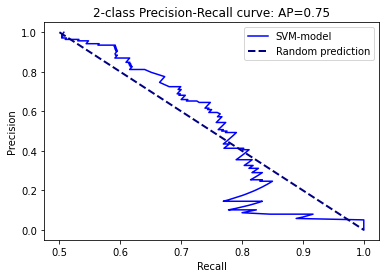 2-class Precision-Recall curve: AP=0.75
SVM-model
Random prediction
Precision
1.0
0.8
0.6
0.4
0.2
0.0
0.5
0.6
0.7
0.8
0.9
1.0
Recall